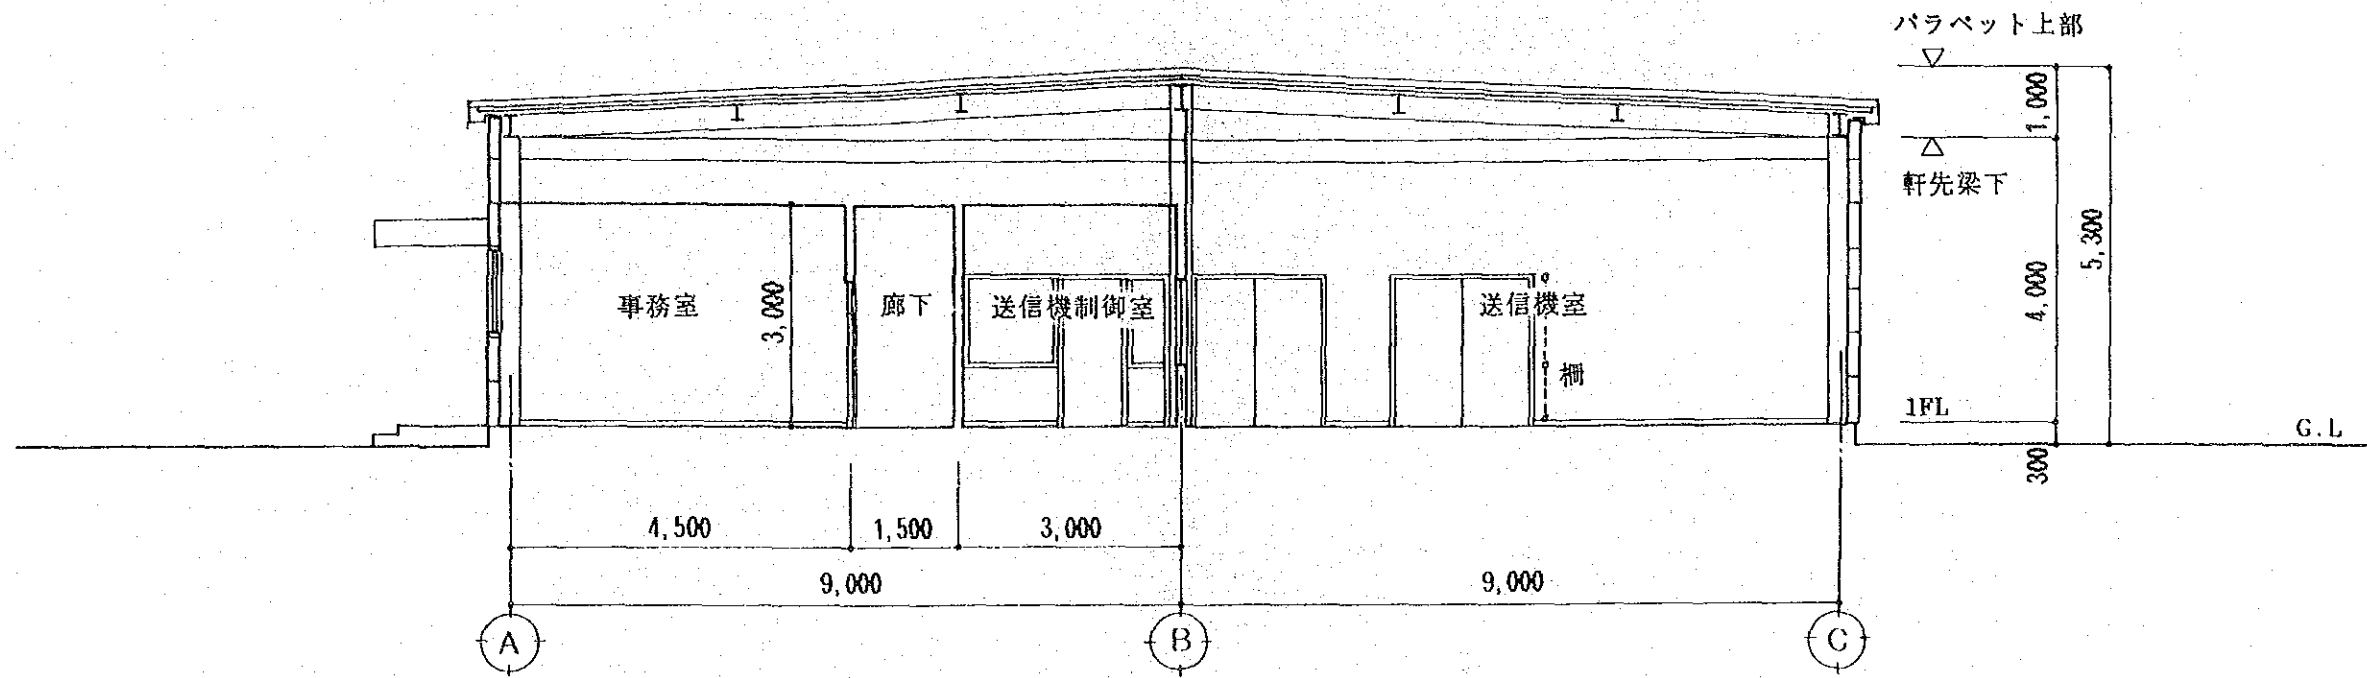 パラペット上部
1,000
軒先梁下
5,300
4,000
事務室
3,000
廊下
送信機制御室
送信機室
柵
1FL
G.L
300
4,500
1,500
3,000
9,000
9,000
A
B
C